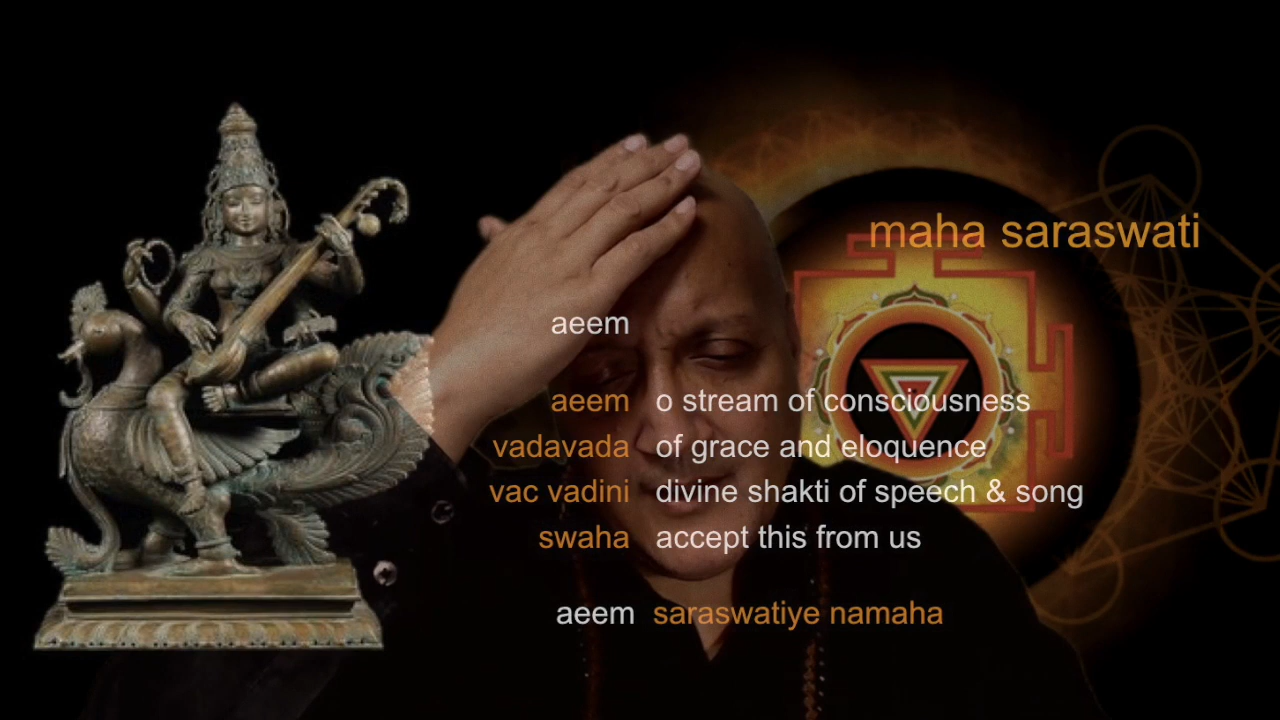 maha saraswati
aeem
aeem o stream of consciousness
vadavada of grace and eloquence
vac vadini divine shakti of speech & song
swaha accept this from us
aeem saraswatiye namaha